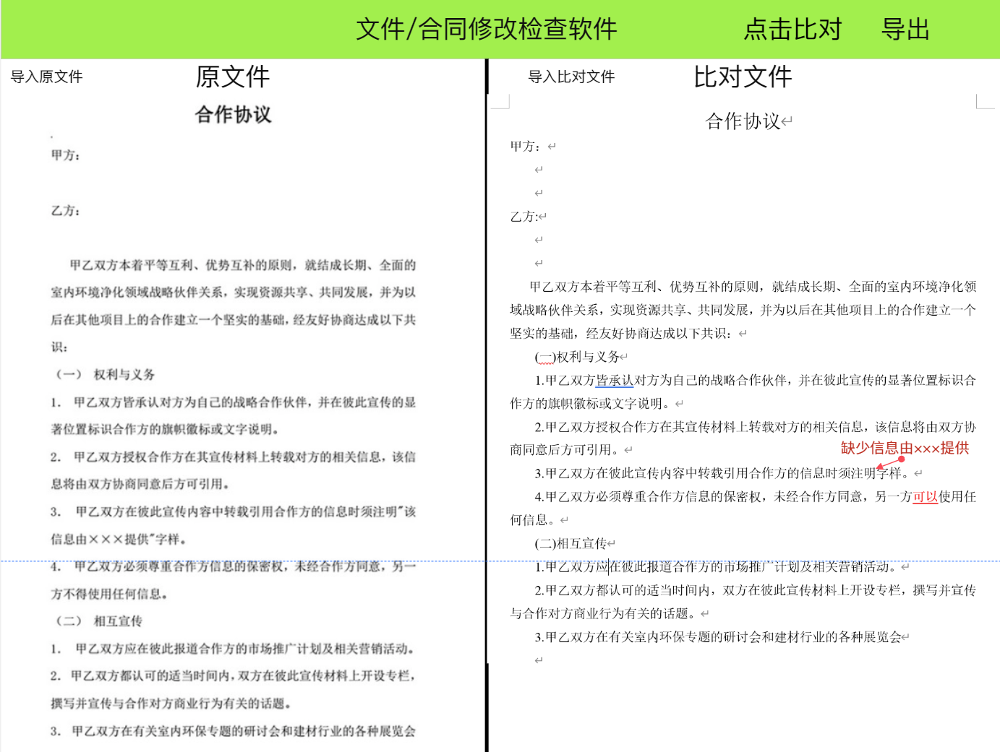 文件/合同修改检查软件
点击比对
导出
导入原文件
原文件
合作协议
甲方：
乙方：
甲乙双方本着平等互利、优势互补的原则，就结成长期、全面的
室内环境净化领域战略伙伴关系，实现资源共享、共同发展，并为以
后在其他项目上的合作建立一个坚实的基础，经友好协商达成以下共
识：
（一） 权利与义务
1. 甲乙双方皆承认对方为自己的战略合作伙伴，并在彼此宣传的显
著位置标识合作方的旗帜徽标或文字说明。
2. 甲乙双方授权合作方在其宣传材料上转载对方的相关信息，该信
息将由双方协商同意后方可引用。
3. 甲乙双方在彼此宣传内容中转载引用合作方的信息时须注明"该
信息由×××提供"字样。
4. 甲乙双方必须尊重合作方信息的保密权，未经合作方同意，另一
方不得使用任何信息。
（二） 相互宣传
1. 甲乙双方应在彼此报道合作方的市场推广计划及相关营销活动。
2. 甲乙双方都认可的适当时间内，双方在彼此宣传材料上开设专栏，
撰写并宣传与合作对方商业行为有关的话题。
3. 甲乙双方在有关室内环保专题的研讨会和建材行业的各种展览会
导入比对文件
比对文件
合作协议↵
甲方：↵
↵
↵
乙方:↵
↵
↵
甲乙双方本着平等互利、优势互补的原则，就结成长期、全面的室内环境净化领
域战略伙伴关系，实现资源共享、共同发展，并为以后在其他项目上的合作建立一个
坚实的基础，经友好协商达成以下共识：↵
(一)权利与义务↵
1.甲乙双方皆承认对方为自己的战略合作伙伴，并在彼此宣传的显著位置标识合
作方的旗帜徽标或文字说明。↵
2.甲乙双方授权合作方在其宣传材料上转载对方的相关信息，该信息将由双方协
商同意后方可引用。↵
缺少信息由×××提供
3.甲乙双方在彼此宣传内容中转载引用合作方的信息时须注明字样。↵
4.甲乙双方必须尊重合作方信息的保密权，未经合作方同意，另一方可以使用任
何信息。↵
(二)相互宣传↵
1.甲乙双方应在彼此报道合作方的市场推广计划及相关营销活动。↵
2.甲乙双方都认可的适当时间内，双方在彼此宣传材料上开设专栏，撰写并宣传
与合作对方商业行为有关的话题。↵
3.甲乙双方在有关室内环保专题的研讨会和建材行业的各种展览会↵
↵